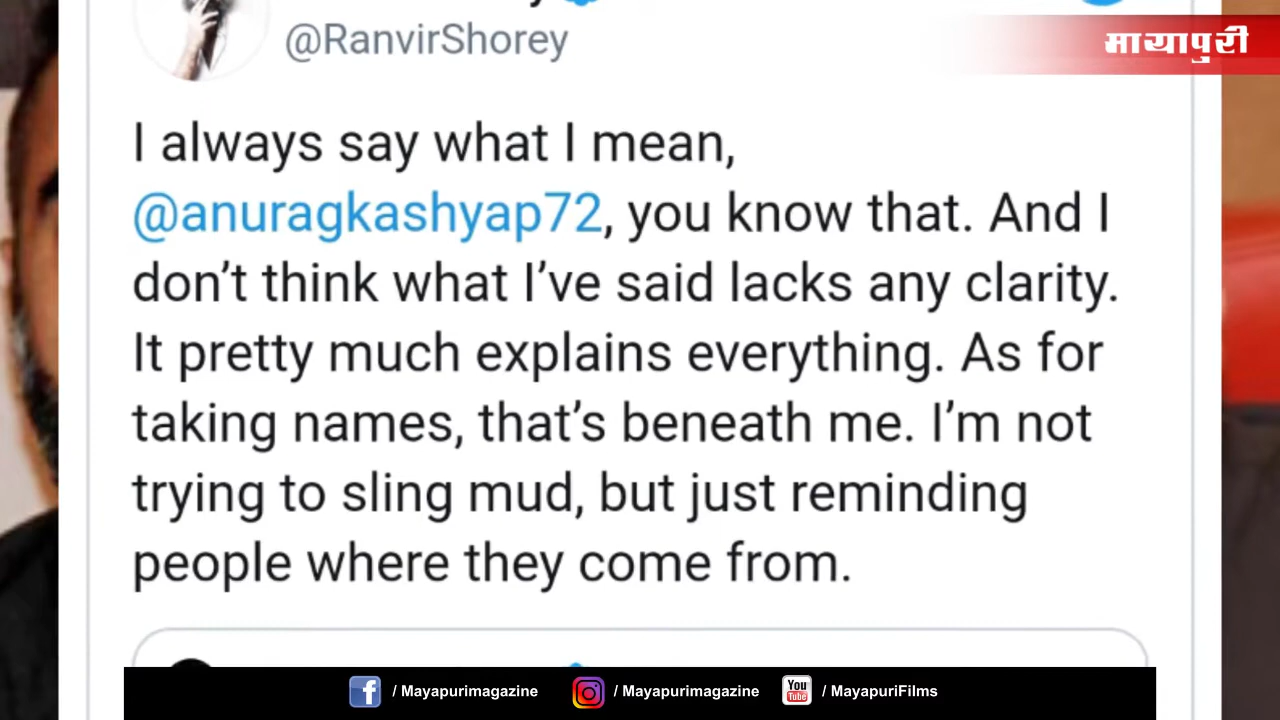 @RanvirShorey
मायापुरी
I always say what I mean,
@anuragkashyap72, you know that. And I
don’t think what I’ve said lacks any clarity.
It pretty much explains everything. As for
taking names, that’s beneath me. I’m not
trying to sling mud, but just reminding
people where they come from.
/ Mayapurimagazine
/ Mayapurimagazine
You Tube
/ MayapuriFilms